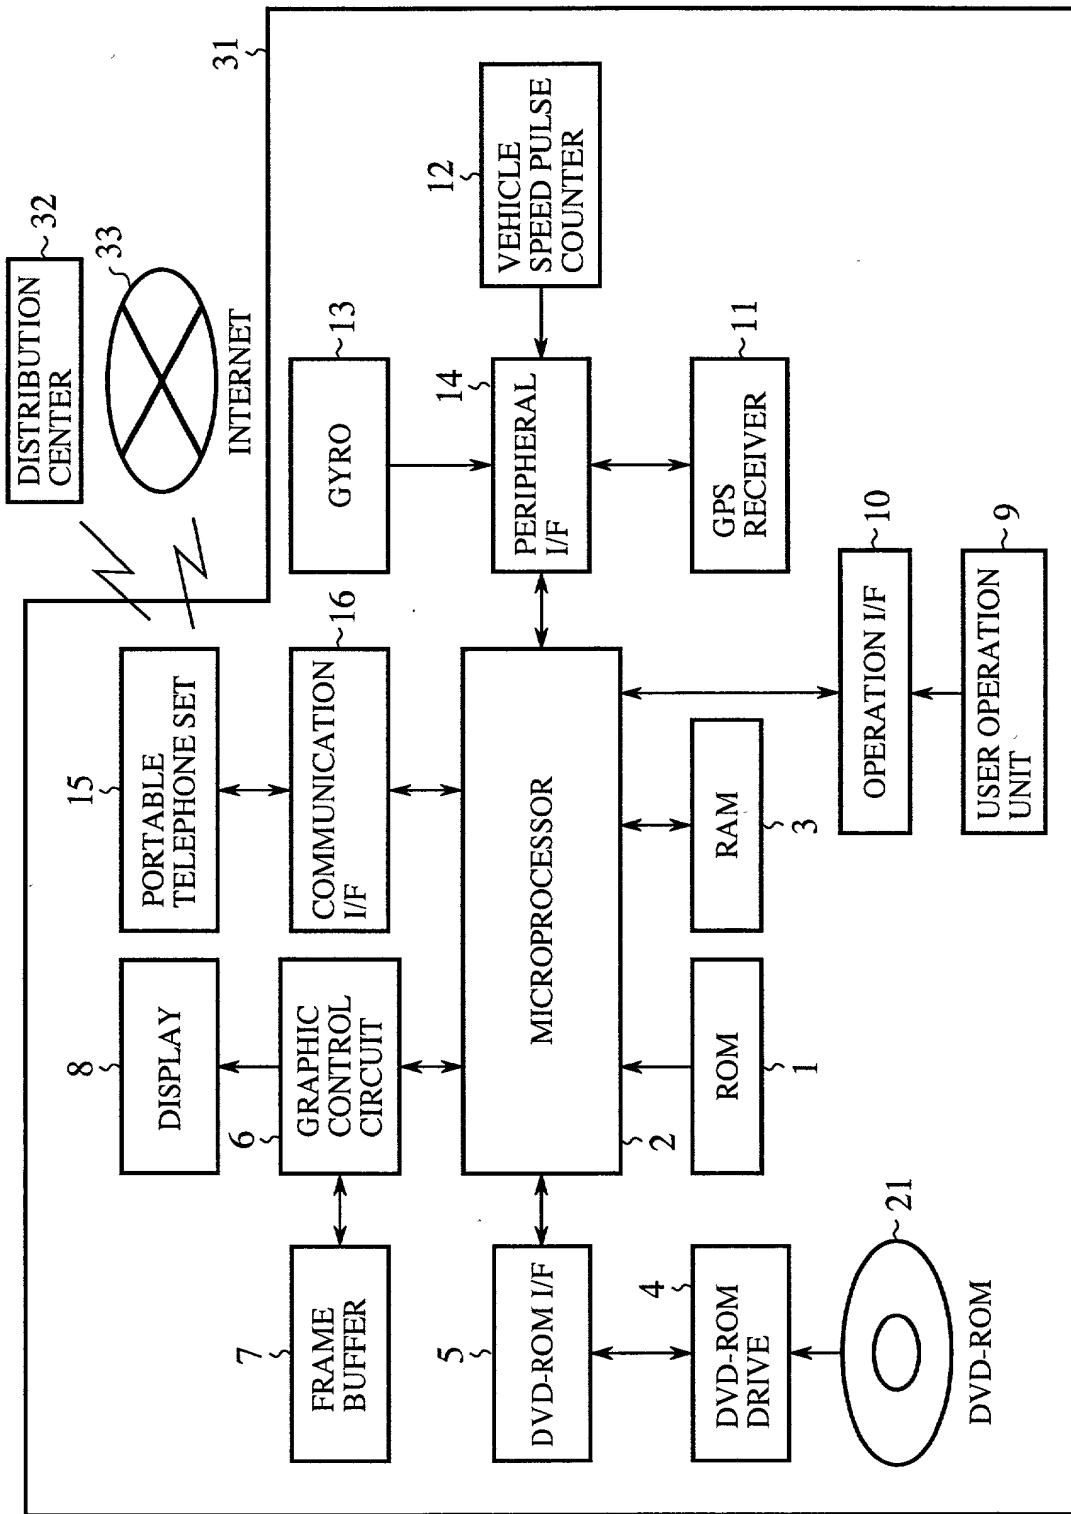 DISTRIBUTION
CENTER
32
33
INTERNET
31
15
PORTABLE
TELEPHONE SET
8
DISPLAY
16
COMMUNICATION
I/F
13
GYRO
6
GRAPHIC
CONTROL
CIRCUIT
7
FRAME
BUFFER
12
VEHICLE
SPEED PULSE
COUNTER
14
PERIPHERAL
I/F
MICROPROCESSOR
2
5
DVD-ROM I/F
11
GPS
RECEIVER
RAM
3
ROM
1
4
DVD-ROM
DRIVE
10
OPERATION I/F
21
DVD-ROM
9
USER OPERATION
UNIT